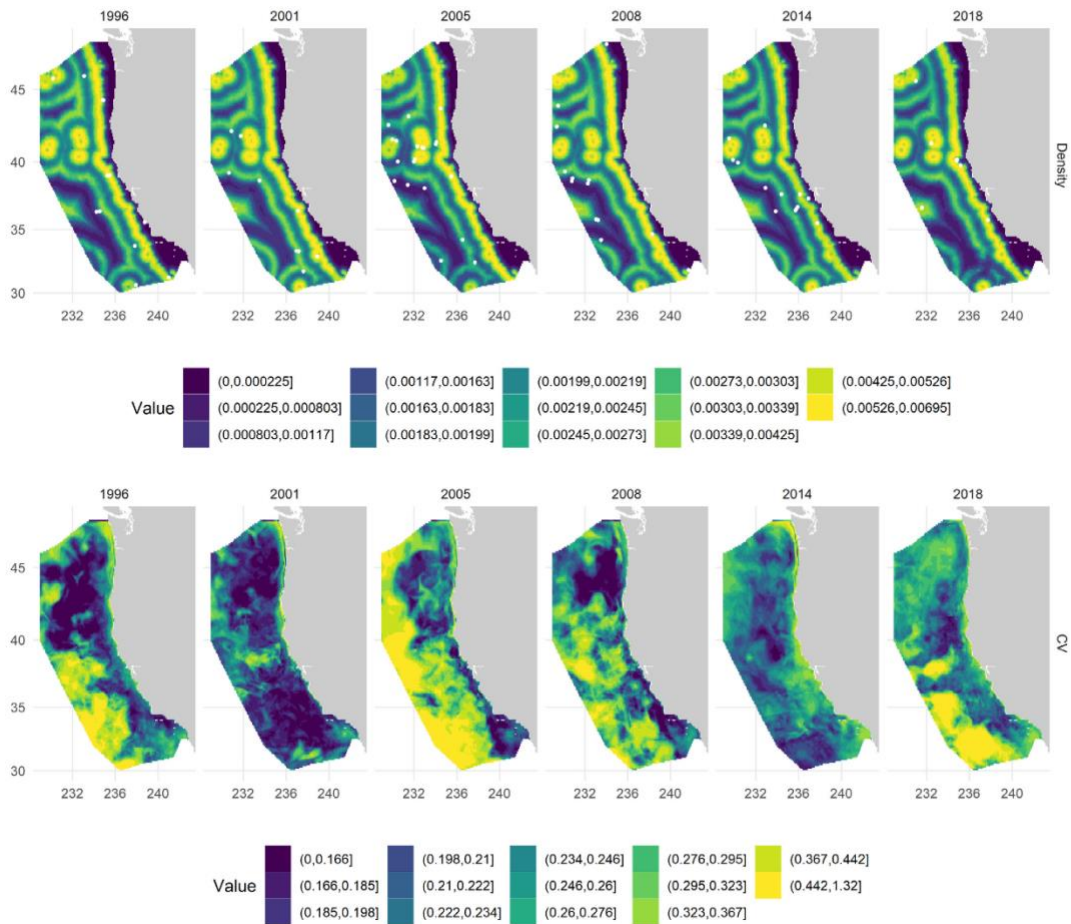 1996 2001 2005 2008 2014 2018
45
40
35
30
Density
232 236 240 232 236 240 232 236 240 232 236 240 232 236 240 232 236 240
(0,0.000225] (0.00117,0.00163] (0.00199,0.00219] (0.00273,0.00303] (0.00425,0.00526]
Value (0.000225,0.000803] (0.00163,0.00183] (0.00219,0.00245] (0.00303,0.00339] (0.00526,0.00695]
(0.000803,0.00117] (0.00183,0.00199] (0.00245,0.00273] (0.00339,0.00425]
1996 2001 2005 2008 2014 2018
45
40
35
30
CV
232 236 240 232 236 240 232 236 240 232 236 240 232 236 240 232 236 240
(0,0.166] (0.198,0.21] (0.234,0.246] (0.276,0.295] (0.367,0.442]
Value (0.166,0.185] (0.21,0.222] (0.246,0.26] (0.295,0.323] (0.442,1.32]
(0.185,0.198] (0.222,0.234] (0.26,0.276] (0.323,0.367]